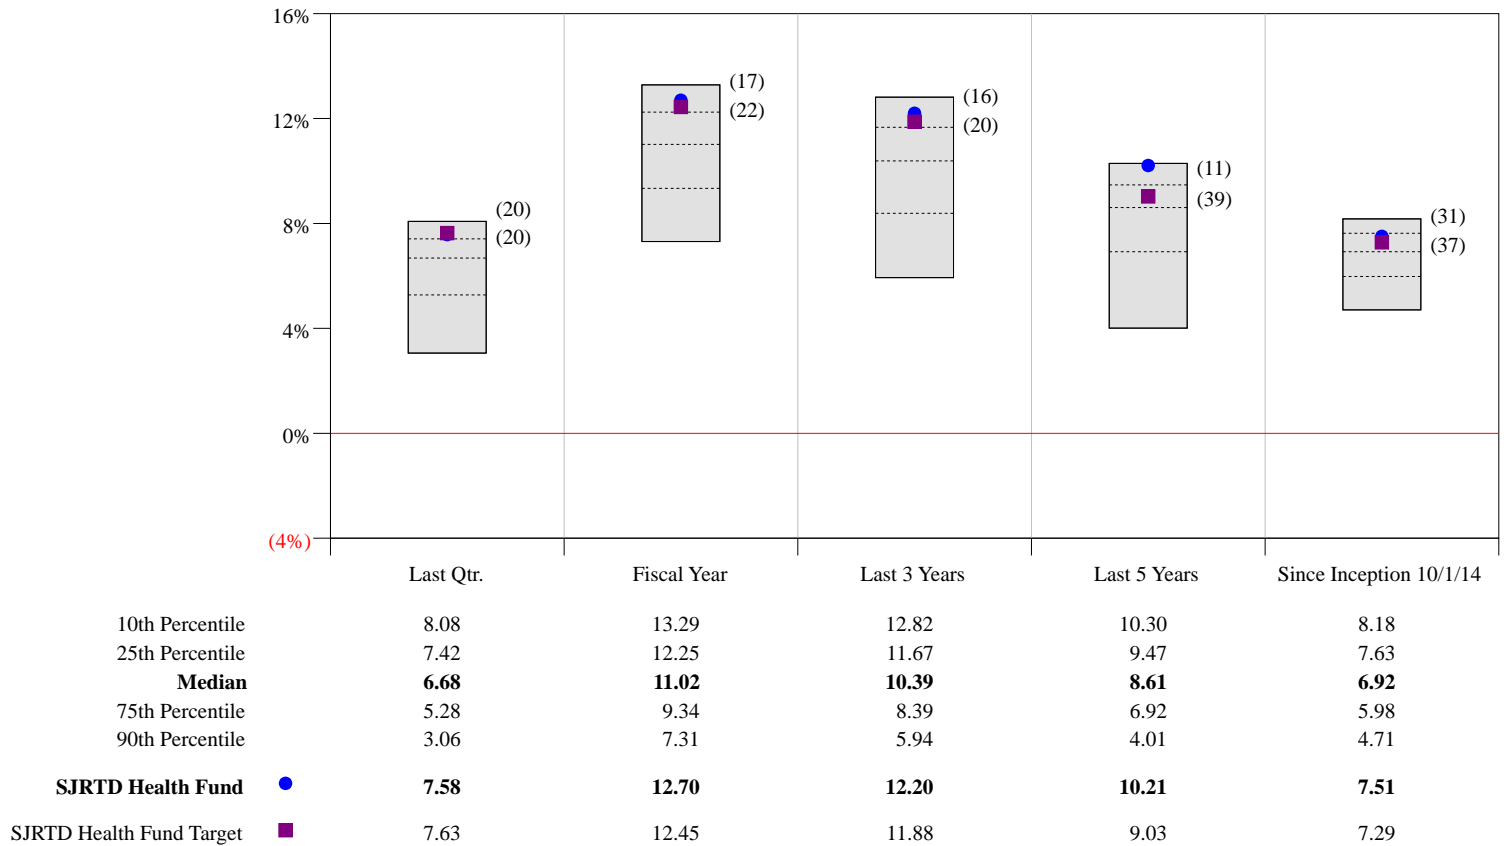 16%
12%
8%
4%
0%
(4%)
(20)
(20)
(17)
(22)
(16)
(20)
(11)
(39)
(31)
(37)
Last Qtr. Fiscal Year Last 3 Years Last 5 Years Since Inception 10/1/14
10th Percentile 8.08 13.29 12.82 10.30 8.18
25th Percentile 7.42 12.25 11.67 9.47 7.63
Median 6.68 11.02 10.39 8.61 6.92
75th Percentile 5.28 9.34 8.39 6.92 5.98
90th Percentile 3.06 7.31 5.94 4.01 4.71
SJRTD Health Fund 7.58 12.70 12.20 10.21 7.51
SJRTD Health Fund Target 7.63 12.45 11.88 9.03 7.29